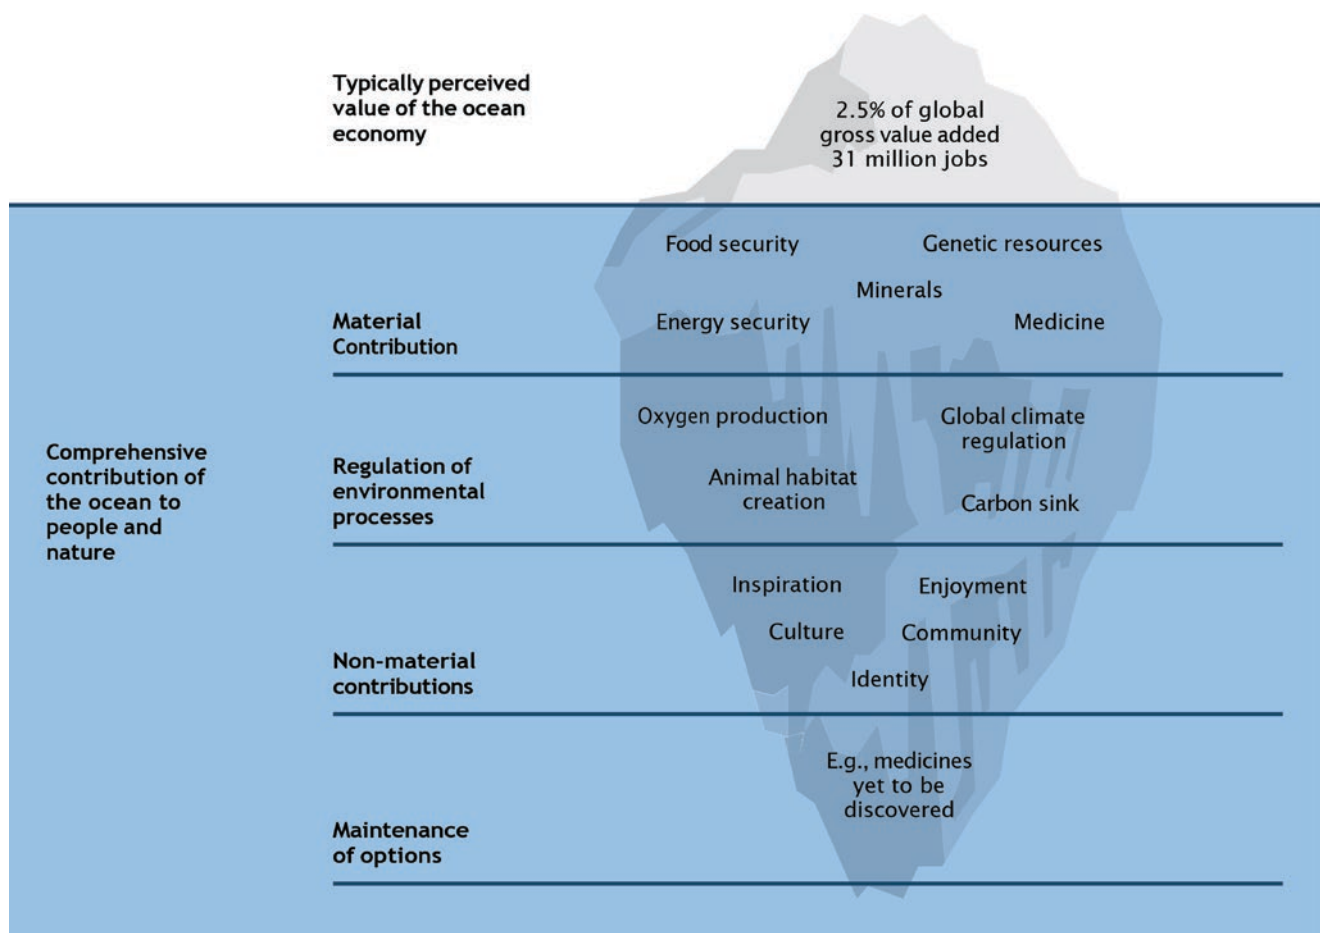 Typically perceived
value of the ocean
economy
2.5% of global
gross value added
31 million jobs
Comprehensive
contribution of
the ocean to
people and
nature
Material
Contribution
Food security
Genetic resources
Minerals
Energy security
Medicine
Regulation of
environmental
processes
Oxygen production
Global climate
regulation
Animal habitat
creation
Carbon sink
Non-material
contributions
Inspiration
Enjoyment
Culture
Community
Identity
Maintenance
of options
E.g., medicines
yet to be
discovered